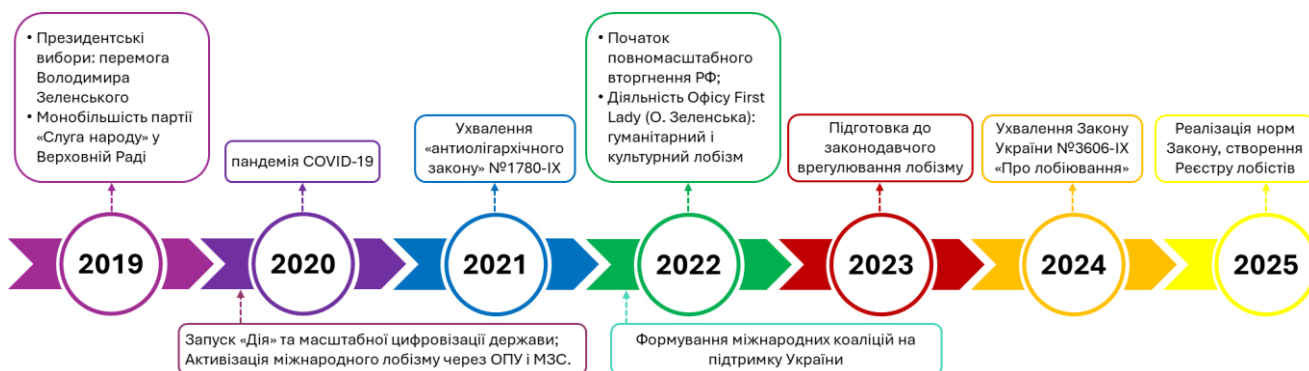 • Президентські
вибори: перемога
Володимира
Зеленського
• Монобільшість партії
«Слуга народу» у
Верховній Раді
пандемія COVID-19
Ухвалення
«антиолігархічного
закону» №1780-IX
• Початок
повномасштабного
вторгнення РФ;
• Діяльність Офісу First
Lady (О. Зеленська):
гуманітарний і
культурний лобізм
Підготовка до
законодавчого
врегулювання лобізму
Ухвалення Закону
України №3606-IX
«Про лобіювання»
Реалізація норм
Закону, створення
Реєстру лобістів
2019
2020
2021
2022
2023
2024
2025
Запуск «Дія» та масштабної цифровізації держави;
Активізація міжнародного лобізму через ОПУ і МЗС.
Формування міжнародних коаліцій на
підтримку України